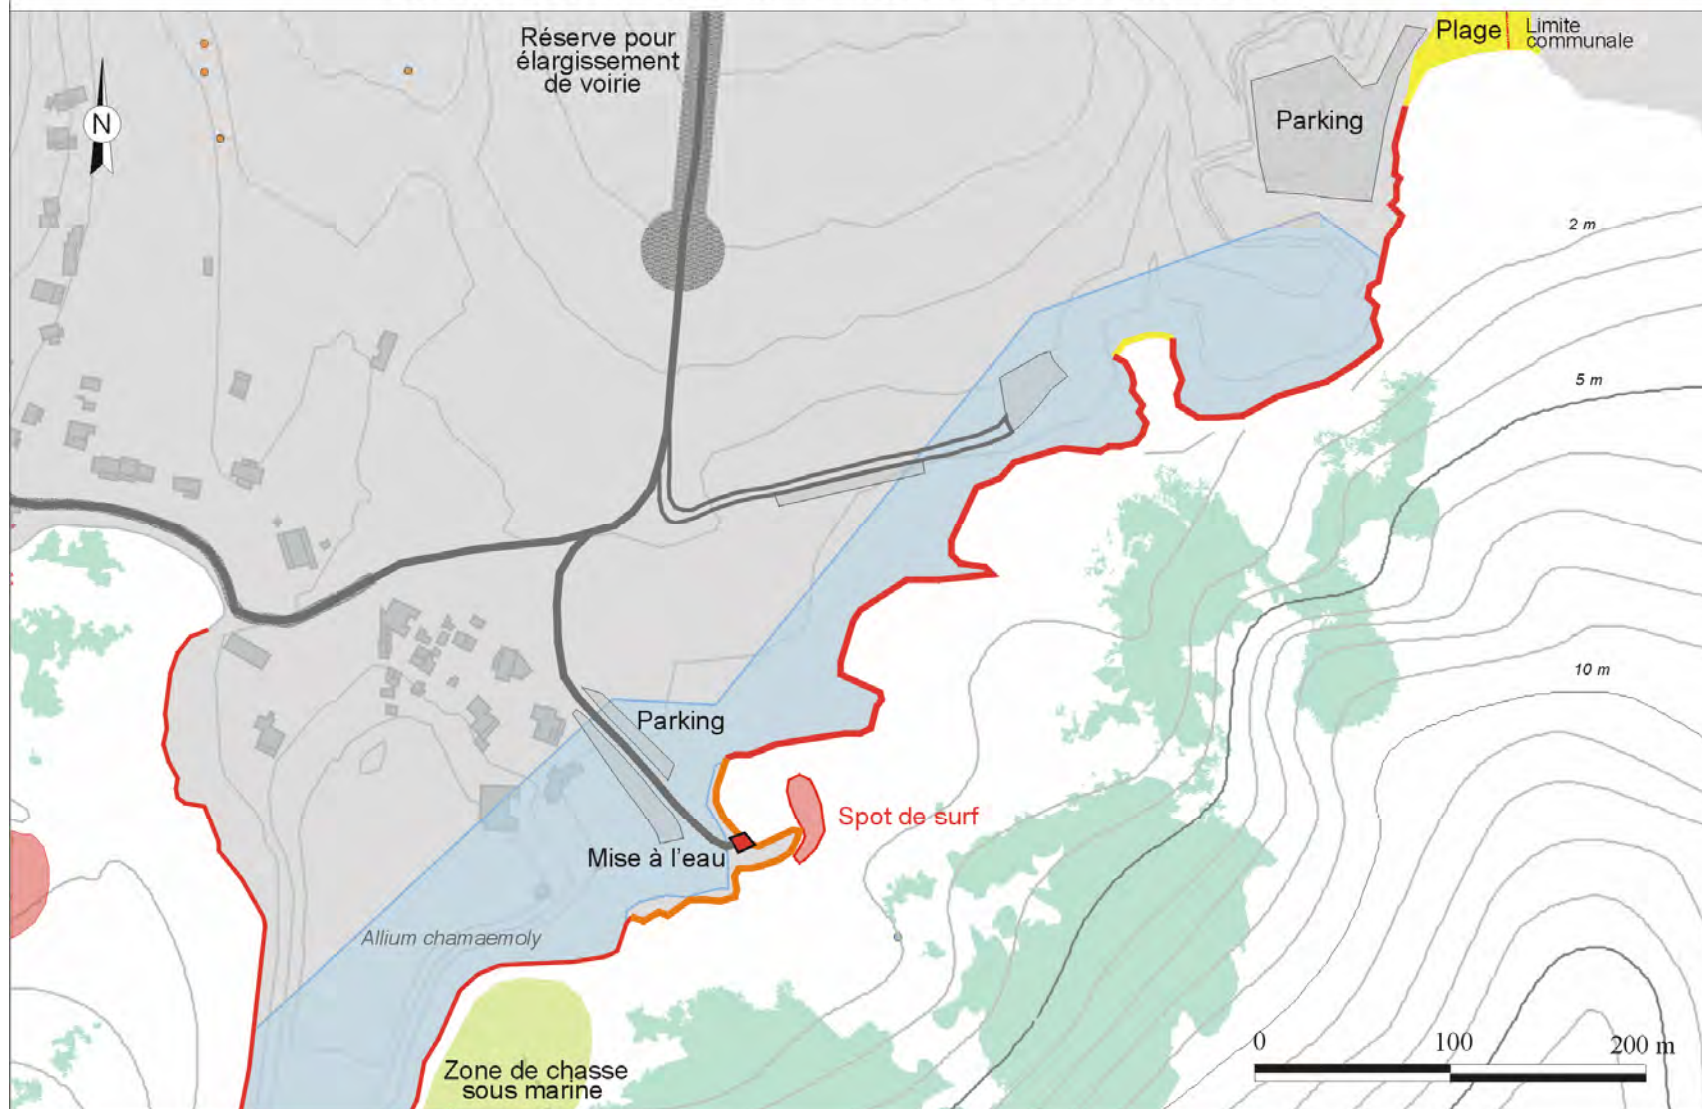 Réserve pour
élargissement
de voirie
Plage
Limite
communale
N
Parking
2 m
5 m
10 m
Parking
Spot de surf
Mise à l'eau
Allium chamaemoly
Zone de chasse
sous marine
0 100 200 m